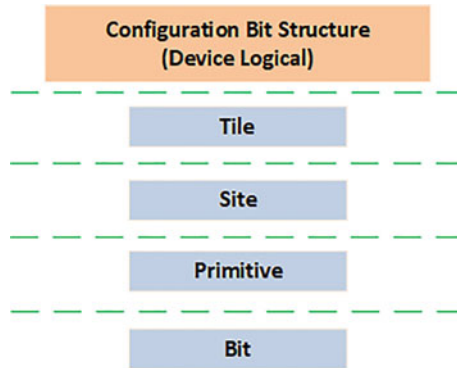 Configuration Bit Structure
(Device Logical)
Tile
Site
Primitive
Bit